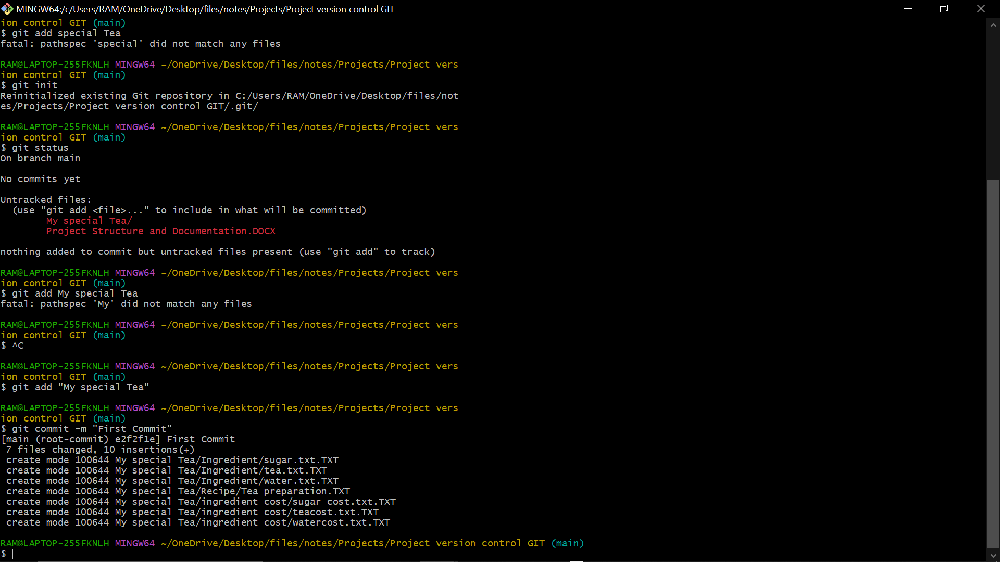 MINGW64:/c/Users/RAM/OneDrive/Desktop/files/notes/Projects/Project version control GIT
ion control GIT (main)
$ git add special Tea
fatal: pathspec 'special' did not match any files
RAM@LAPTOP-255FKNLH MINGW64 ~/OneDrive/Desktop/files/notes/Projects/Project vers
ion control GIT (main)
$ git init
Reinitialized existing Git repository in C:/Users/RAM/OneDrive/Desktop/files/not
es/Projects/Project version control GIT/.git/
RAM@LAPTOP-255FKNLH MINGW64 ~/OneDrive/Desktop/files/notes/Projects/Project vers
ion control GIT (main)
$ git status
On branch main
No commits yet
Untracked files:
  (use "git add <file>..." to include in what will be committed)
        My special Tea/
        Project Structure and Documentation.DOCX
nothing added to commit but untracked files present (use "git add" to track)
RAM@LAPTOP-255FKNLH MINGW64 ~/OneDrive/Desktop/files/notes/Projects/Project vers
ion control GIT (main)
$ git add My special Tea
fatal: pathspec 'My' did not match any files
RAM@LAPTOP-255FKNLH MINGW64 ~/OneDrive/Desktop/files/notes/Projects/Project vers
ion control GIT (main)
$ ^C
RAM@LAPTOP-255FKNLH MINGW64 ~/OneDrive/Desktop/files/notes/Projects/Project vers
ion control GIT (main)
$ git add "My special Tea"
RAM@LAPTOP-255FKNLH MINGW64 ~/OneDrive/Desktop/files/notes/Projects/Project vers
ion control GIT (main)
$ git commit -m "First Commit"
[main (root-commit) e2f2f1e] First Commit
 7 files changed, 10 insertions(+)
 create mode 100644 My special Tea/Ingredient/sugar.txt.TXT
 create mode 100644 My special Tea/Ingredient/tea.txt.TXT
 create mode 100644 My special Tea/Ingredient/water.txt.TXT
 create mode 100644 My special Tea/Recipe/Tea preparation.TXT
 create mode 100644 My special Tea/ingredient cost/sugar cost.txt.TXT
 create mode 100644 My special Tea/ingredient cost/teacost.txt.TXT
 create mode 100644 My special Tea/ingredient cost/watercost.txt.TXT
RAM@LAPTOP-255FKNLH MINGW64 ~/OneDrive/Desktop/files/notes/Projects/Project version control GIT (main)
$